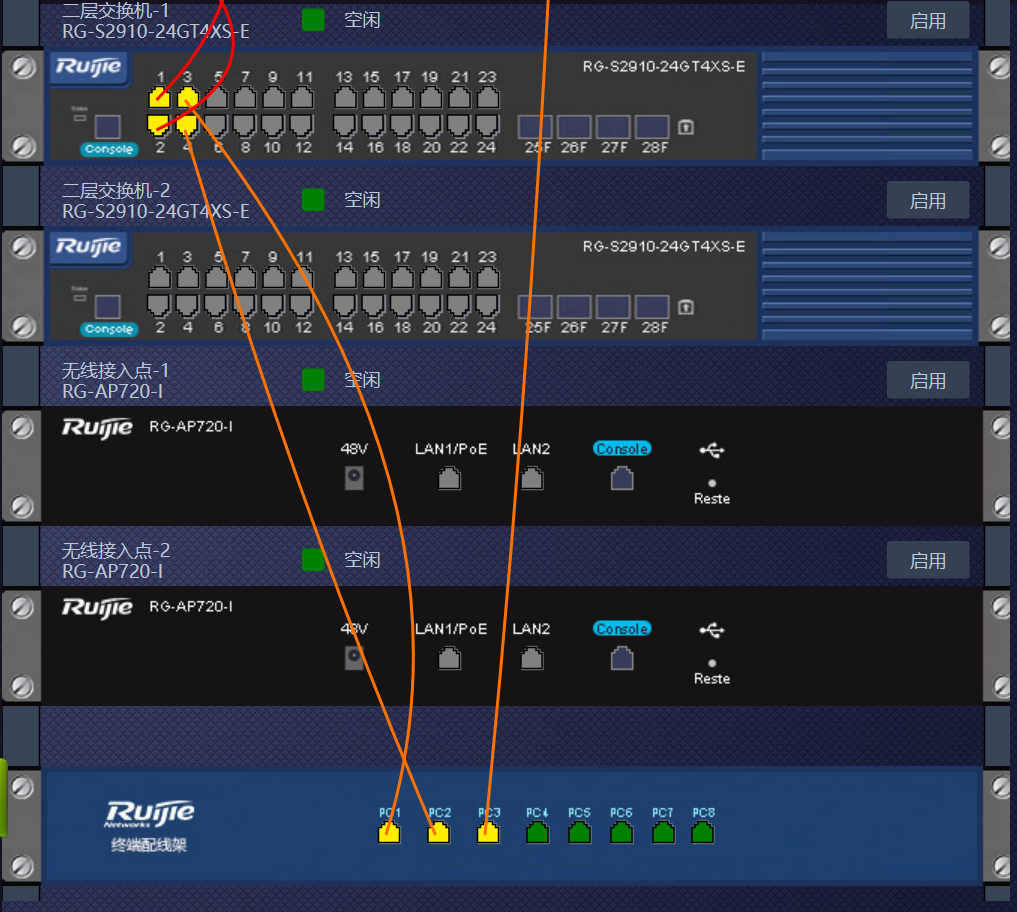 二层交换机-1
RG-S2910-24GT4XS-E
空闲
启用
Ruijie
RG-S2910-24GT4XS-E
1 3 5 7 9 11 13 15 17 19 21 23
Console
2 4 6 8 10 12 14 16 18 20 22 24 25F 26F 27F 28F
二层交换机-2
RG-S2910-24GT4XS-E
空闲
启用
Ruijie
RG-S2910-24GT4XS-E
1 3 5 7 9 11 13 15 17 19 21 23
Console
2 4 6 8 10 12 14 16 18 20 22 24 25F 26F 27F 28F
无线接入点-1
RG-AP720-I
空闲
启用
Ruijie RG-AP720-I
48V LAN1/PoE LAN2 Console
Reste
无线接入点-2
RG-AP720-I
空闲
启用
Ruijie RG-AP720-I
48V LAN1/PoE LAN2 Console
Reste
PC1 PC2 PC3 PC4 PC5 PC6 PC7 PC8
Ruijie
Networks
终端配线架